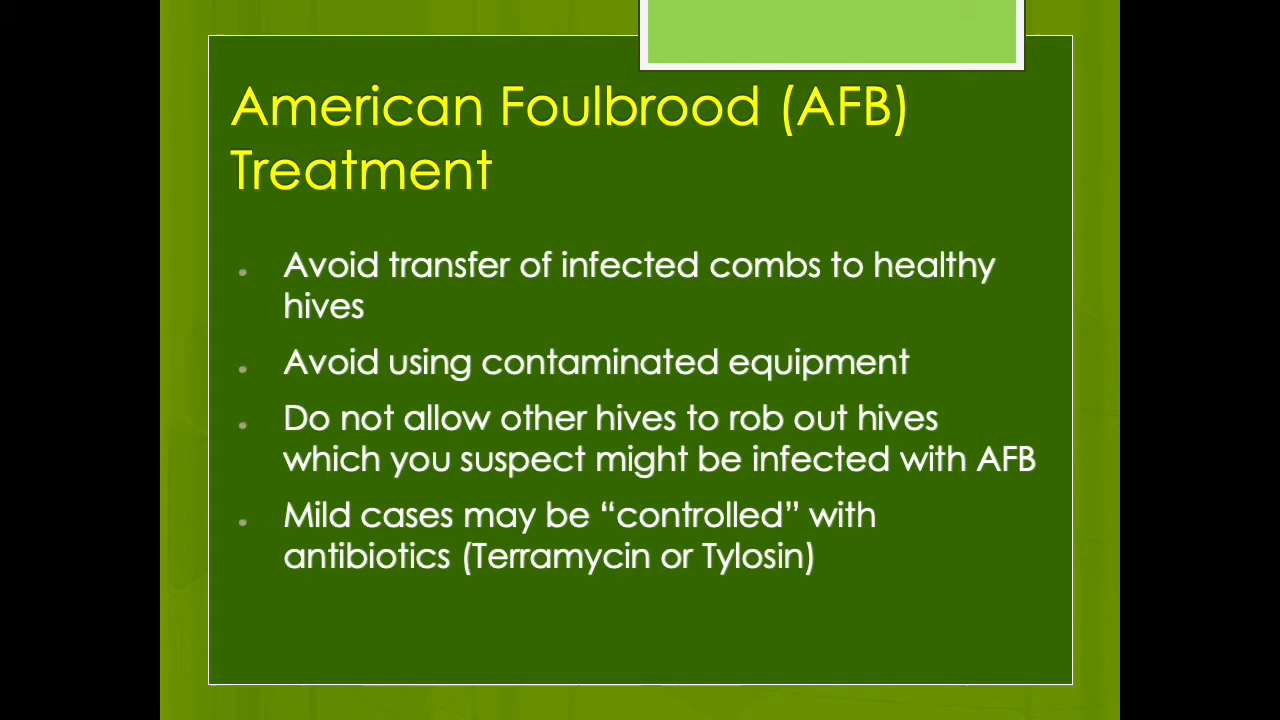 American Foulbrood (AFB)
Treatment
Avoid transfer of infected combs to healthy
hives
Avoid using contaminated equipment
Do not allow other hives to rob out hives
which you suspect might be infected with AFB
Mild cases may be “controlled” with
antibiotics (Terramycin or Tylosin)